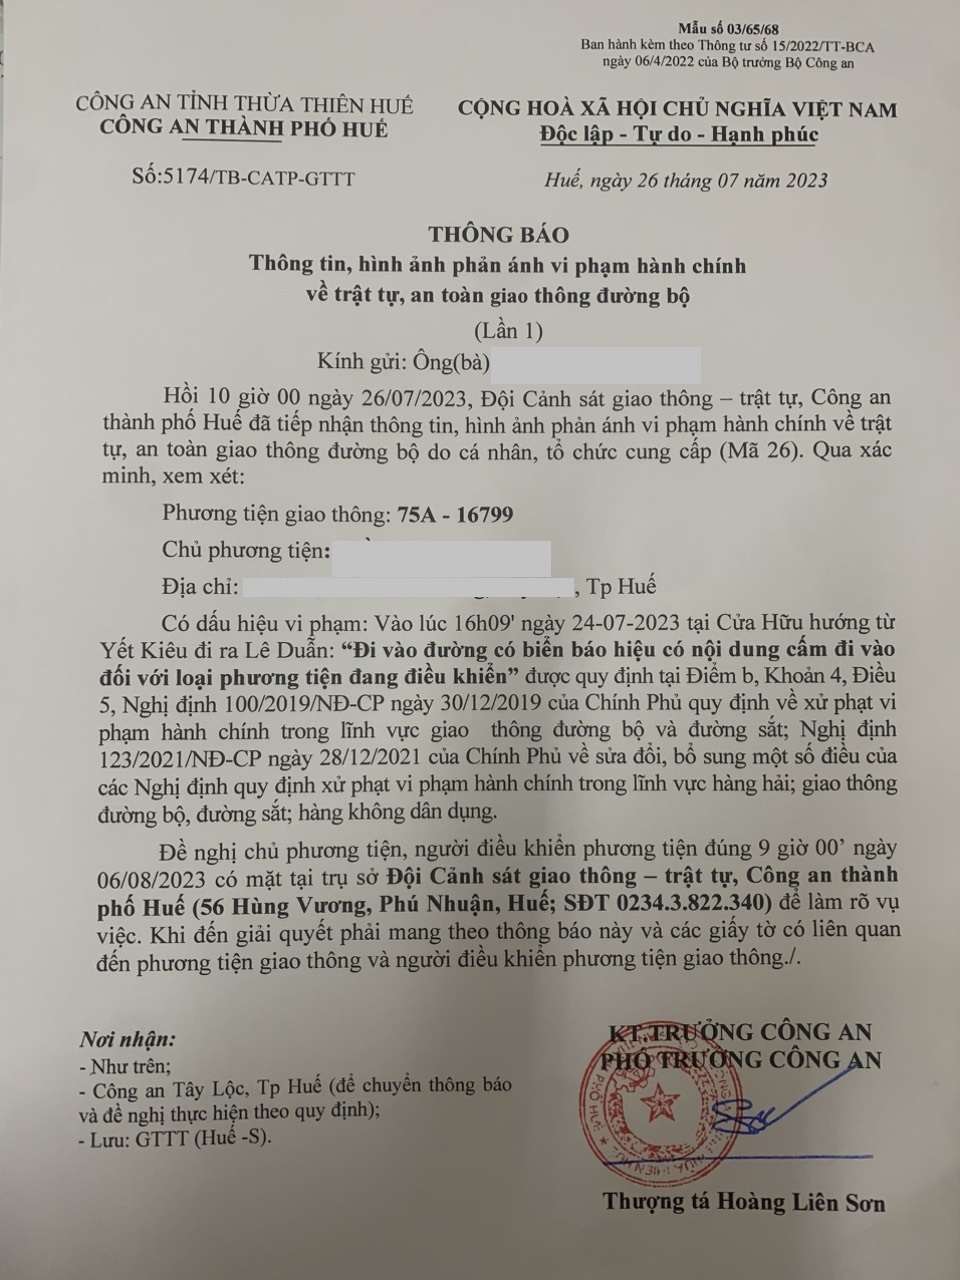 Mẫu số 03/65/68
Ban hành kèm theo Thông tư số 15/2022/TT-BCA
ngày 06/4/2022 của Bộ trưởng Bộ Công an
CÔNG AN TỈNH THỪA THIÊN HUẾ
CÔNG AN THÀNH PHỐ HUẾ
CỘNG HOÀ XÃ HỘI CHỦ NGHĨA VIỆT NAM
Độc lập - Tự do - Hạnh phúc
Số:5174/TB-CATP-GTTT
Huế, ngày 26 tháng 07 năm 2023
THÔNG BÁO
Thông tin, hình ảnh phản ánh vi phạm hành chính
về trật tự, an toàn giao thông đường bộ
(Lần 1)
Kính gửi: Ông(bà)
Hồi 10 giờ 00 ngày 26/07/2023, Đội Cảnh sát giao thông – trật tự, Công an
thành phố Huế đã tiếp nhận thông tin, hình ảnh phản ánh vi phạm hành chính về trật
tự, an toàn giao thông đường bộ do cá nhân, tổ chức cung cấp (Mã 26). Qua xác
minh, xem xét:
Phương tiện giao thông: 75A - 16799
Chủ phương tiện:
Địa chỉ: , Tp Huế
Có dấu hiệu vi phạm: Vào lúc 16h09' ngày 24-07-2023 tại Cửa Hữu hướng từ
Yết Kiêu đi ra Lê Duẫn: “Đi vào đường có biển báo hiệu có nội dung cấm đi vào
đối với loại phương tiện đang điều khiển” được quy định tại Điểm b, Khoản 4, Điều
5, Nghị định 100/2019/NĐ-CP ngày 30/12/2019 của Chính Phủ quy định về xử phạt vi
phạm hành chính trong lĩnh vực giao thông đường bộ và đường sắt; Nghị định
123/2021/NĐ-CP ngày 28/12/2021 của Chính Phủ về sửa đổi, bổ sung một số điều của
các Nghị định quy định xử phạt vi phạm hành chính trong lĩnh vực hàng hải; giao thông
đường bộ, đường sắt; hàng không dân dụng.
Đề nghị chủ phương tiện, người điều khiển phương tiện đúng 9 giờ 00’ ngày
06/08/2023 có mặt tại trụ sở Đội Cảnh sát giao thông – trật tự, Công an thành
phố Huế (56 Hùng Vương, Phú Nhuận, Huế; SĐT 0234.3.822.340) để làm rõ vụ
việc. Khi đến giải quyết phải mang theo thông báo này và các giấy tờ có liên quan
đến phương tiện giao thông và người điều khiển phương tiện giao thông./.
Nơi nhận:
- Như trên;
- Công an Tây Lộc, Tp Huế (để chuyển thông báo
và đề nghị thực hiện theo quy định);
- Lưu: GTTT (Huế -S).
KT.TRƯỞNG CÔNG AN
PHÓ TRƯỞNG CÔNG AN
Thượng tá Hoàng Liên Sơn